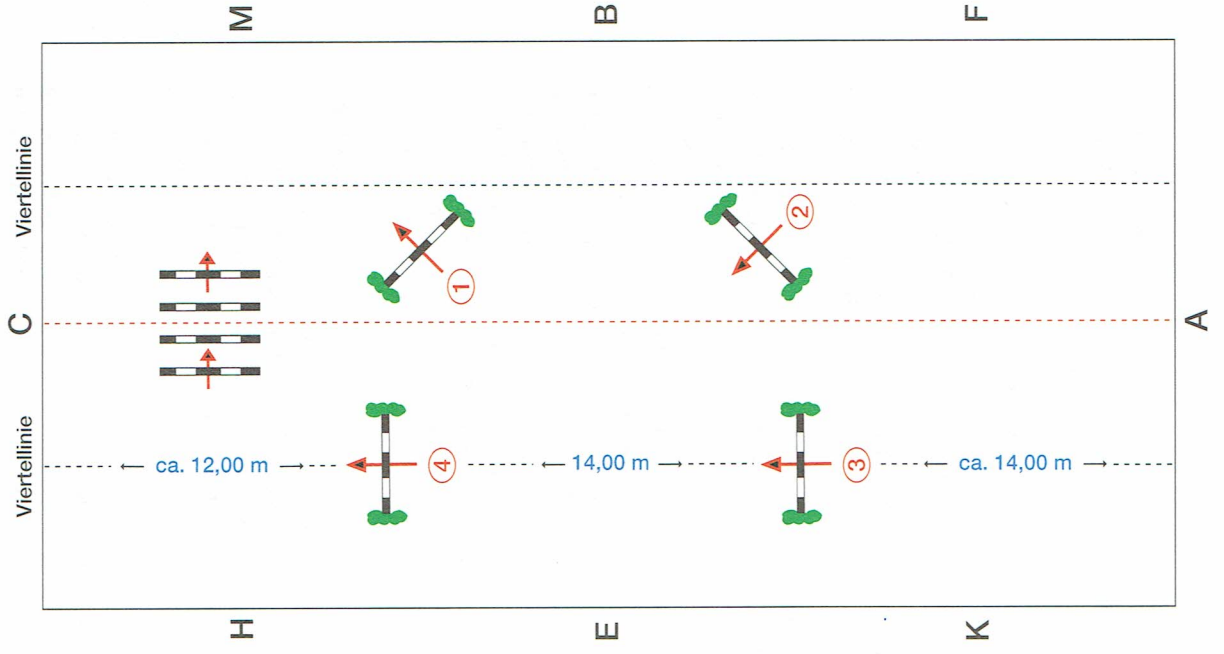 M
B
F
Viertellinie
C
Viertellinie
A
1
2
ca. 12,00 m
4
14,00 m
3
ca. 14,00 m
H
E
K